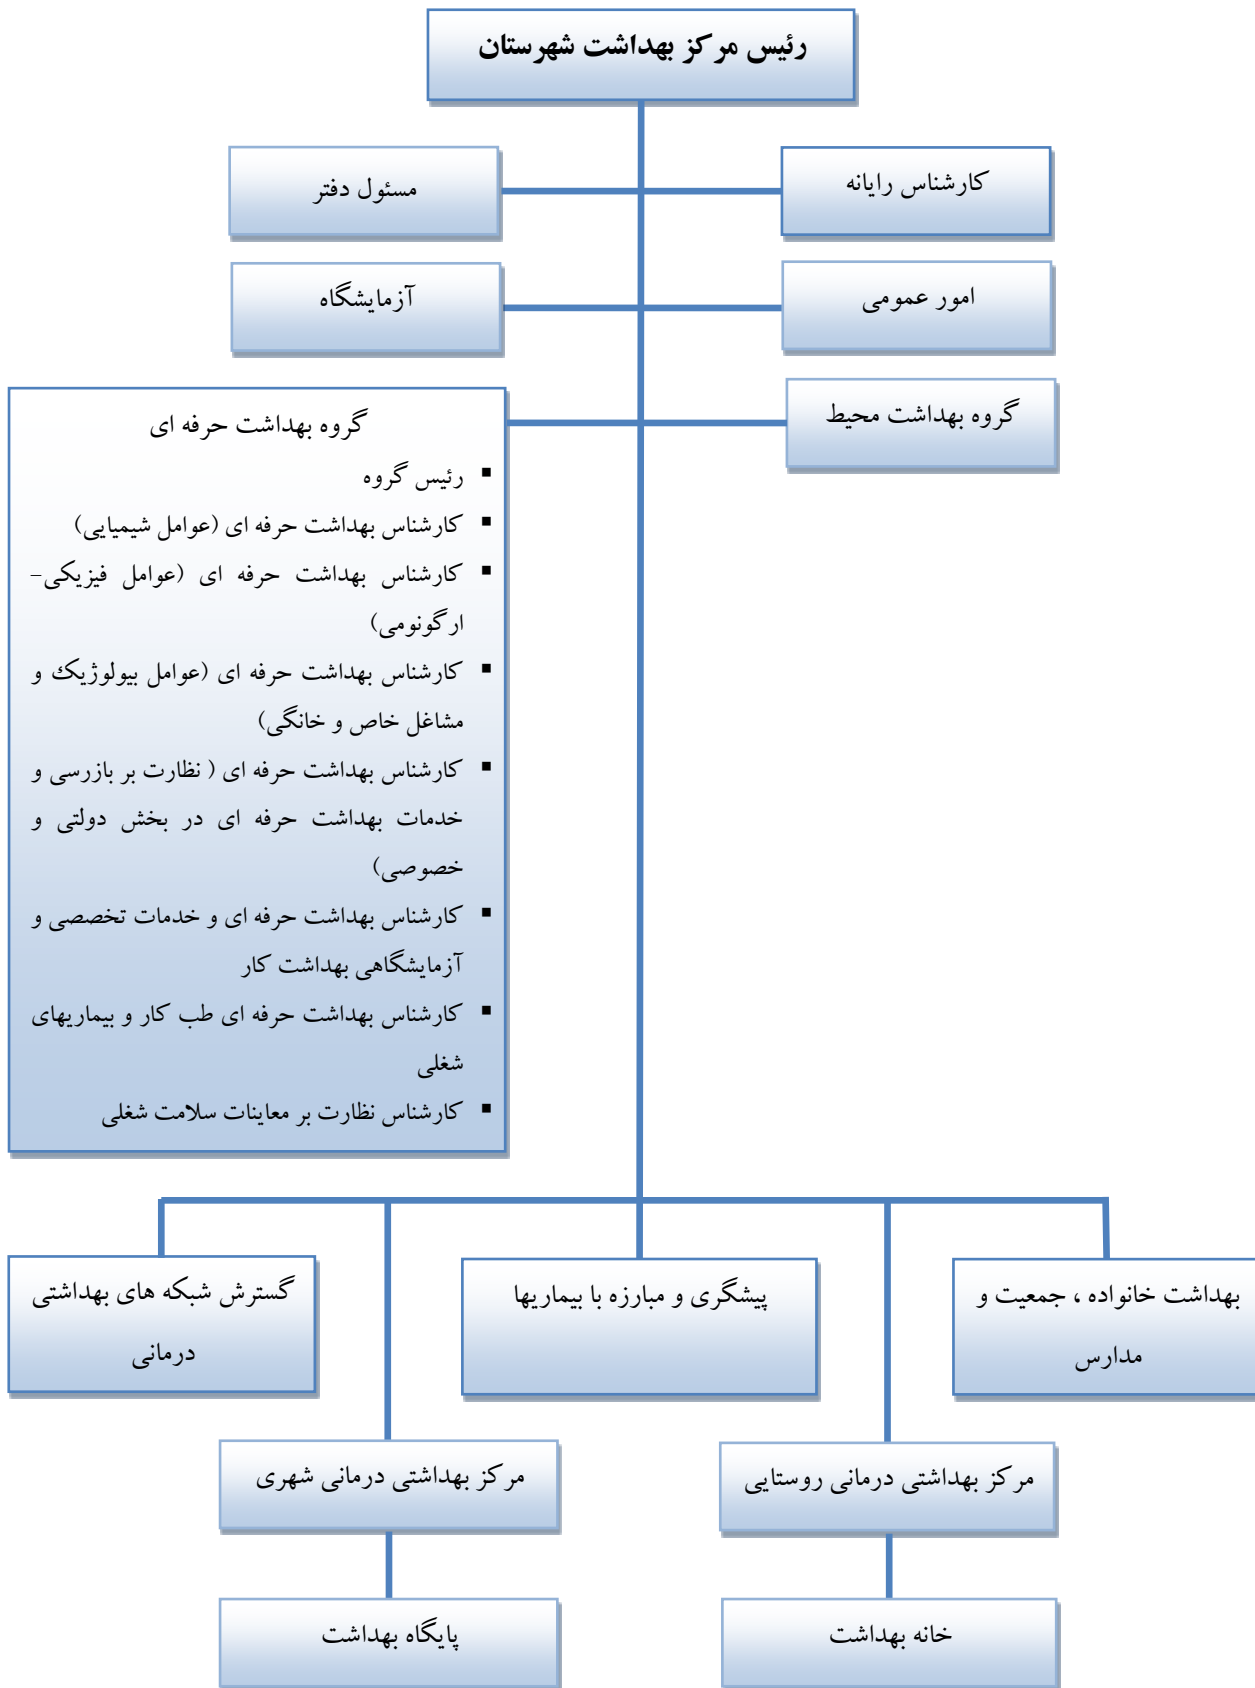 رئیس مرکز بهداشت شهرستان
کارشناس رایانه
مسئول دفتر
امور عمومی
آزمایشگاه
گروه بهداشت محیط
گروه بهداشت حرفه ای
▪ رئیس گروه
▪ کارشناس بهداشت حرفه ای (عوامل شیمیایی)
▪ کارشناس بهداشت حرفه ای (عوامل فیزیکی-
ارگونومی)
▪ کارشناس بهداشت حرفه ای (عوامل بیولوژیک و
مشاغل خاص و خانگی)
▪ کارشناس بهداشت حرفه ای ( نظارت بر بازرسی و
خدمات بهداشت حرفه ای در بخش دولتی و
خصوصی)
▪ کارشناس بهداشت حرفه ای و خدمات تخصصی و
آزمایشگاهی بهداشت کار
▪ کارشناس بهداشت حرفه ای طب کار و بیماریهای
شغلی
▪ کارشناس نظارت بر معاینات سلامت شغلی
بهداشت خانواده ، جمعیت و
مدارس
پیشگری و مبارزه با بیماریها
گسترش شبکه های بهداشتی
درمانی
مرکز بهداشتی درمانی روستایی
مرکز بهداشتی درمانی شهری
خانه بهداشت
پایگاه بهداشت